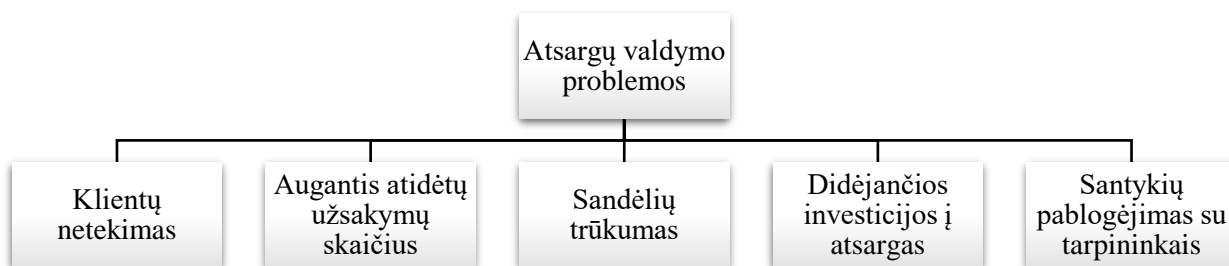 Atsargų valdymo
problemos
Klientų
netekimas
Augantis atidėtų
užsakymų
skaičius
Sandėlių
trūkumas
Didėjančios
investicijos į
atsargas
Santykių
pablogėjimas su
tarpininkais